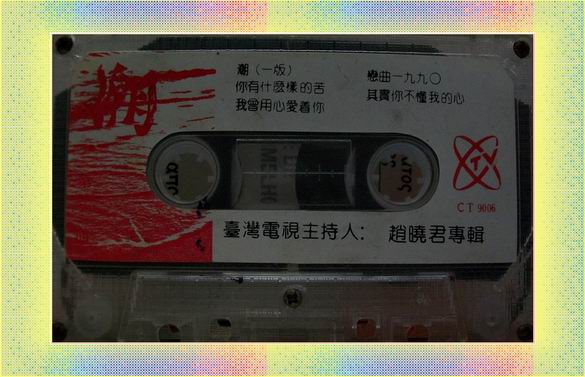 潮
潮（一版）
你有什麼樣的苦
我曾用心愛着你
戀曲一九九〇
其實你不懂我的心
TV
CT 9006
臺灣電視主持人： 趙曉君專輯